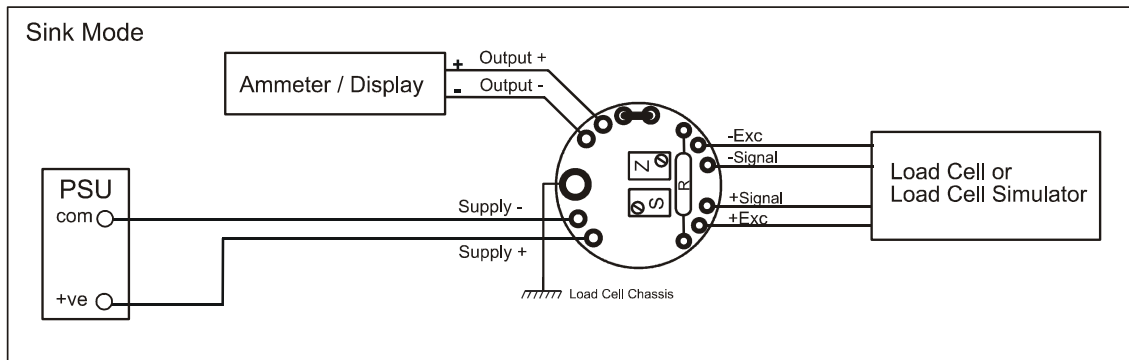 Sink Mode
Ammeter / Display
+ Output +
- Output -
PSU
com
+ve
Supply -
Supply +
Load Cell Chassis
Z
S
R
-Exc
-Signal
+Signal
+Exc
Load Cell or
Load Cell Simulator